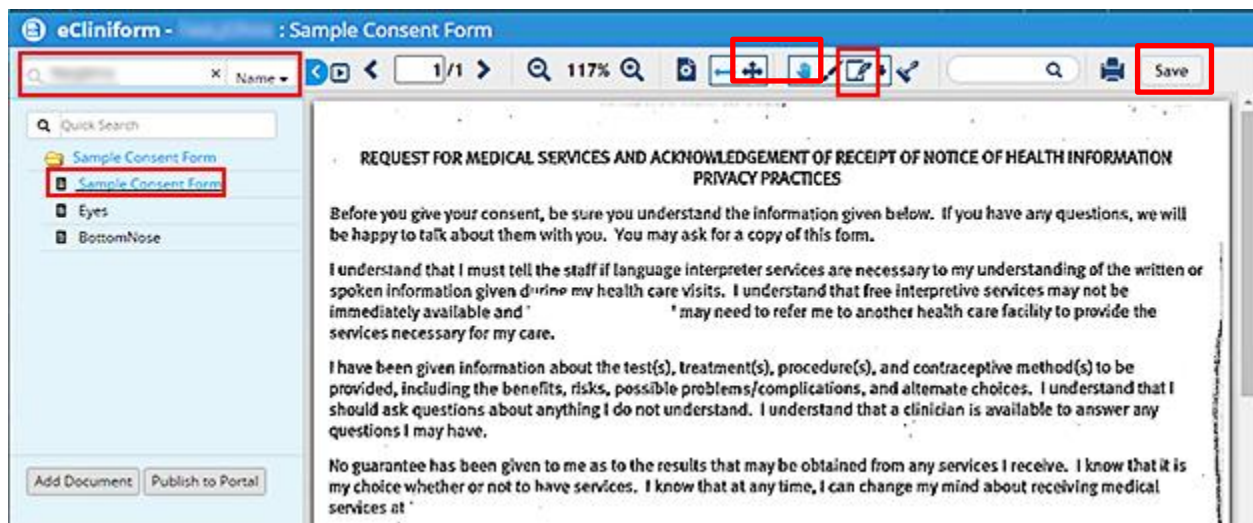 eCliniform - : Sample Consent Form
× Name
1/1 117% Save
Quick Search
Sample Consent Form
Sample Consent Form
Eyes
BottomNose
Add Document Publish to Portal
REQUEST FOR MEDICAL SERVICES AND ACKNOWLEDGEMENT OF RECEIPT OF NOTICE OF HEALTH INFORMATION
PRIVACY PRACTICES
Before you give your consent, be sure you understand the information given below. If you have any questions, we will
be happy to talk about them with you. You may ask for a copy of this form.
I understand that I must tell the staff if language interpreter services are necessary to my understanding of the written or
spoken information given during my health care visits. I understand that free interpretive services may not be
immediately available and may need to refer me to another health care facility to provide the
services necessary for my care.
I have been given information about the test(s), treatment(s), procedure(s), and contraceptive method(s) to be
provided, including the benefits, risks, possible problems/complications, and alternate choices. I understand that I
should ask questions about anything I do not understand. I understand that a clinician is available to answer any
questions I may have.
No guarantee has been given to me as to the results that may be obtained from any services I receive. I know that it is
my choice whether or not to have services. I know that at any time, I can change my mind about receiving medical
services at